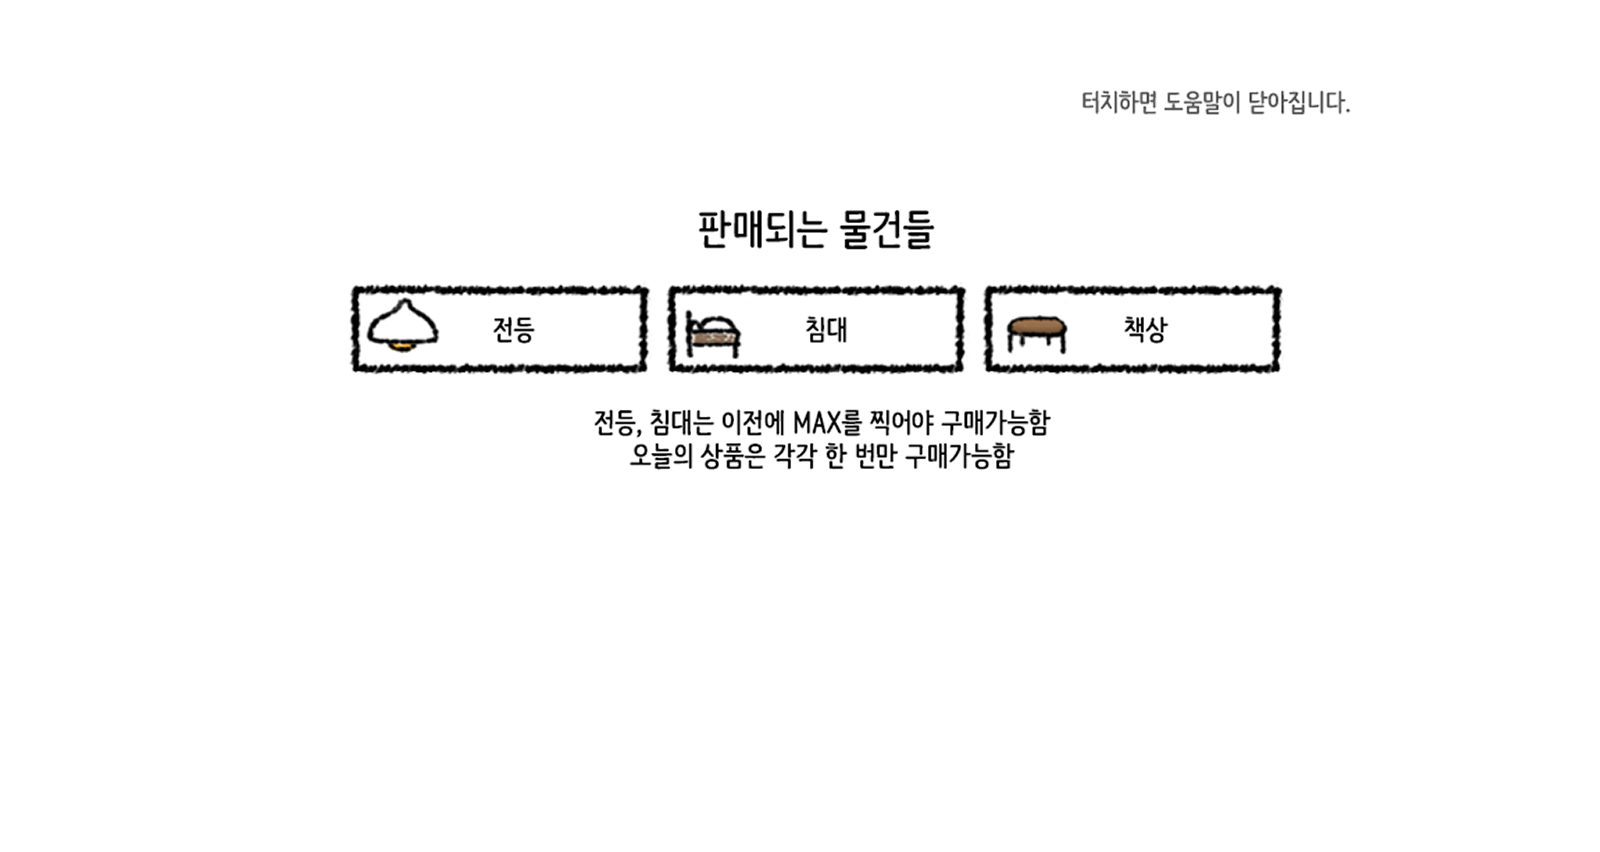 터치하면 도움말이 닫아집니다.
판매되는 물건들
전등
침대
책상
전등, 침대는 이전에 MAX를 찍어야 구매가능함
오늘의 상품은 각각 한 번만 구매가능함